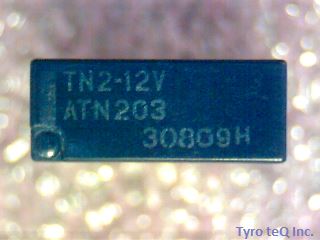 TN2-12V
ATN203
30809H
Tyro teQ Inc.